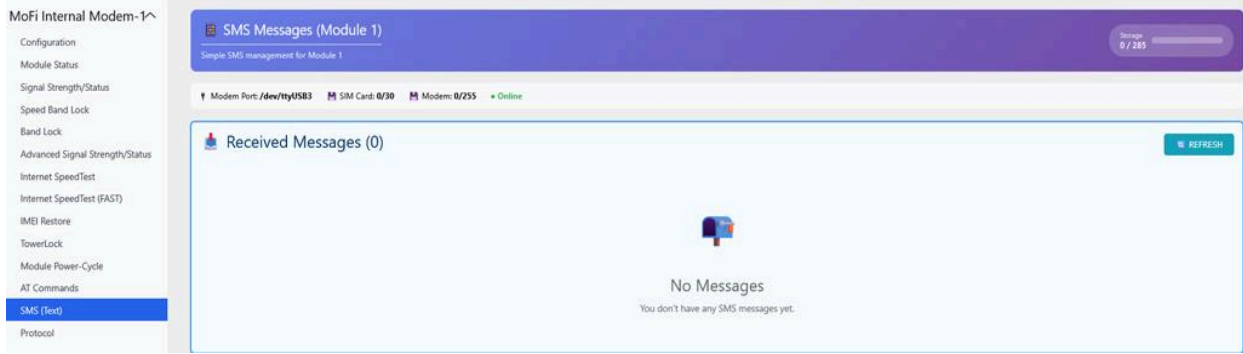 MoFi Internal Modem-1
Configuration
Module Status
Signal Strength/Status
Speed Band Lock
Band Lock
Advanced Signal Strength/Status
Internet SpeedTest
Internet SpeedTest (FAST)
IMEI Restore
TowerLock
Module Power-Cycle
AT Commands
SMS (Text)
Protocol
SMS Messages (Module 1)
Simple SMS management for Module 1
Storage
0 / 285
Modem Port: /dev/ttyUSB3 SIM Card: 0/30 Modem: 0/255 • Online
Received Messages (0)
REFRESH
No Messages
You don't have any SMS messages yet.